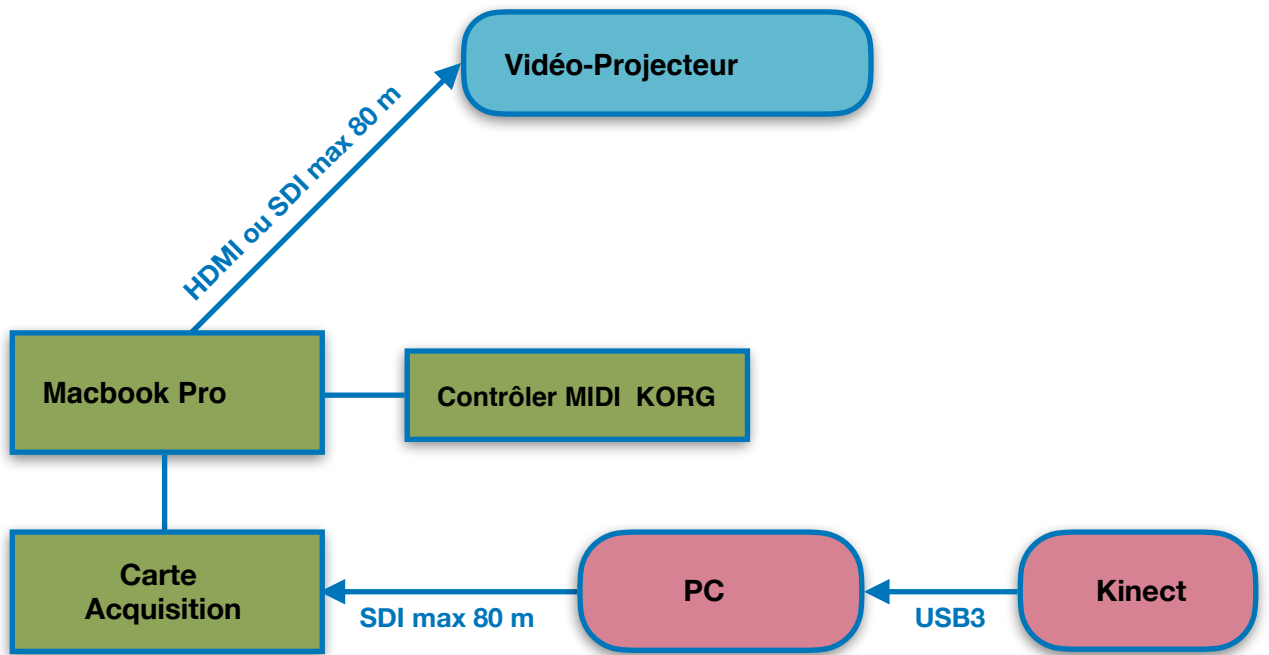 Vidéo-Projecteur
HDMI ou SDI max 80 m
Macbook Pro
Contrôler MIDI  KORG
Carte
Acquisition
SDI max 80 m
PC
USB3
Kinect